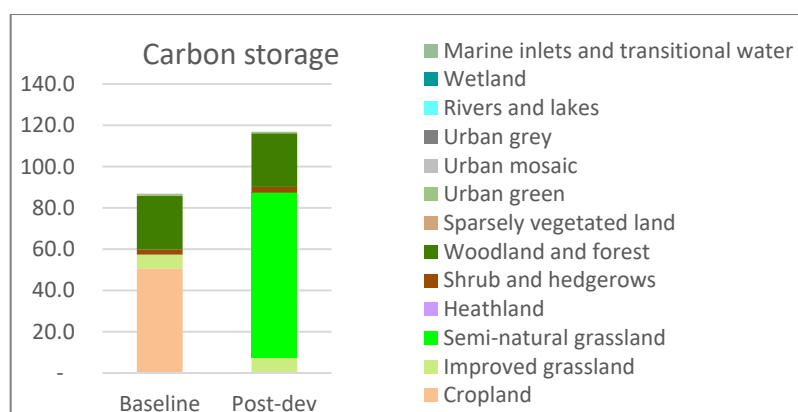 Carbon storage
140.0
120.0
100.0
80.0
60.0
40.0
20.0
-
Baseline Post-dev
Marine inlets and transitional water
Wetland
Rivers and lakes
Urban grey
Urban mosaic
Urban green
Sparsely vegetated land
Woodland and forest
Shrub and hedgerows
Heathland
Semi-natural grassland
Improved grassland
Cropland